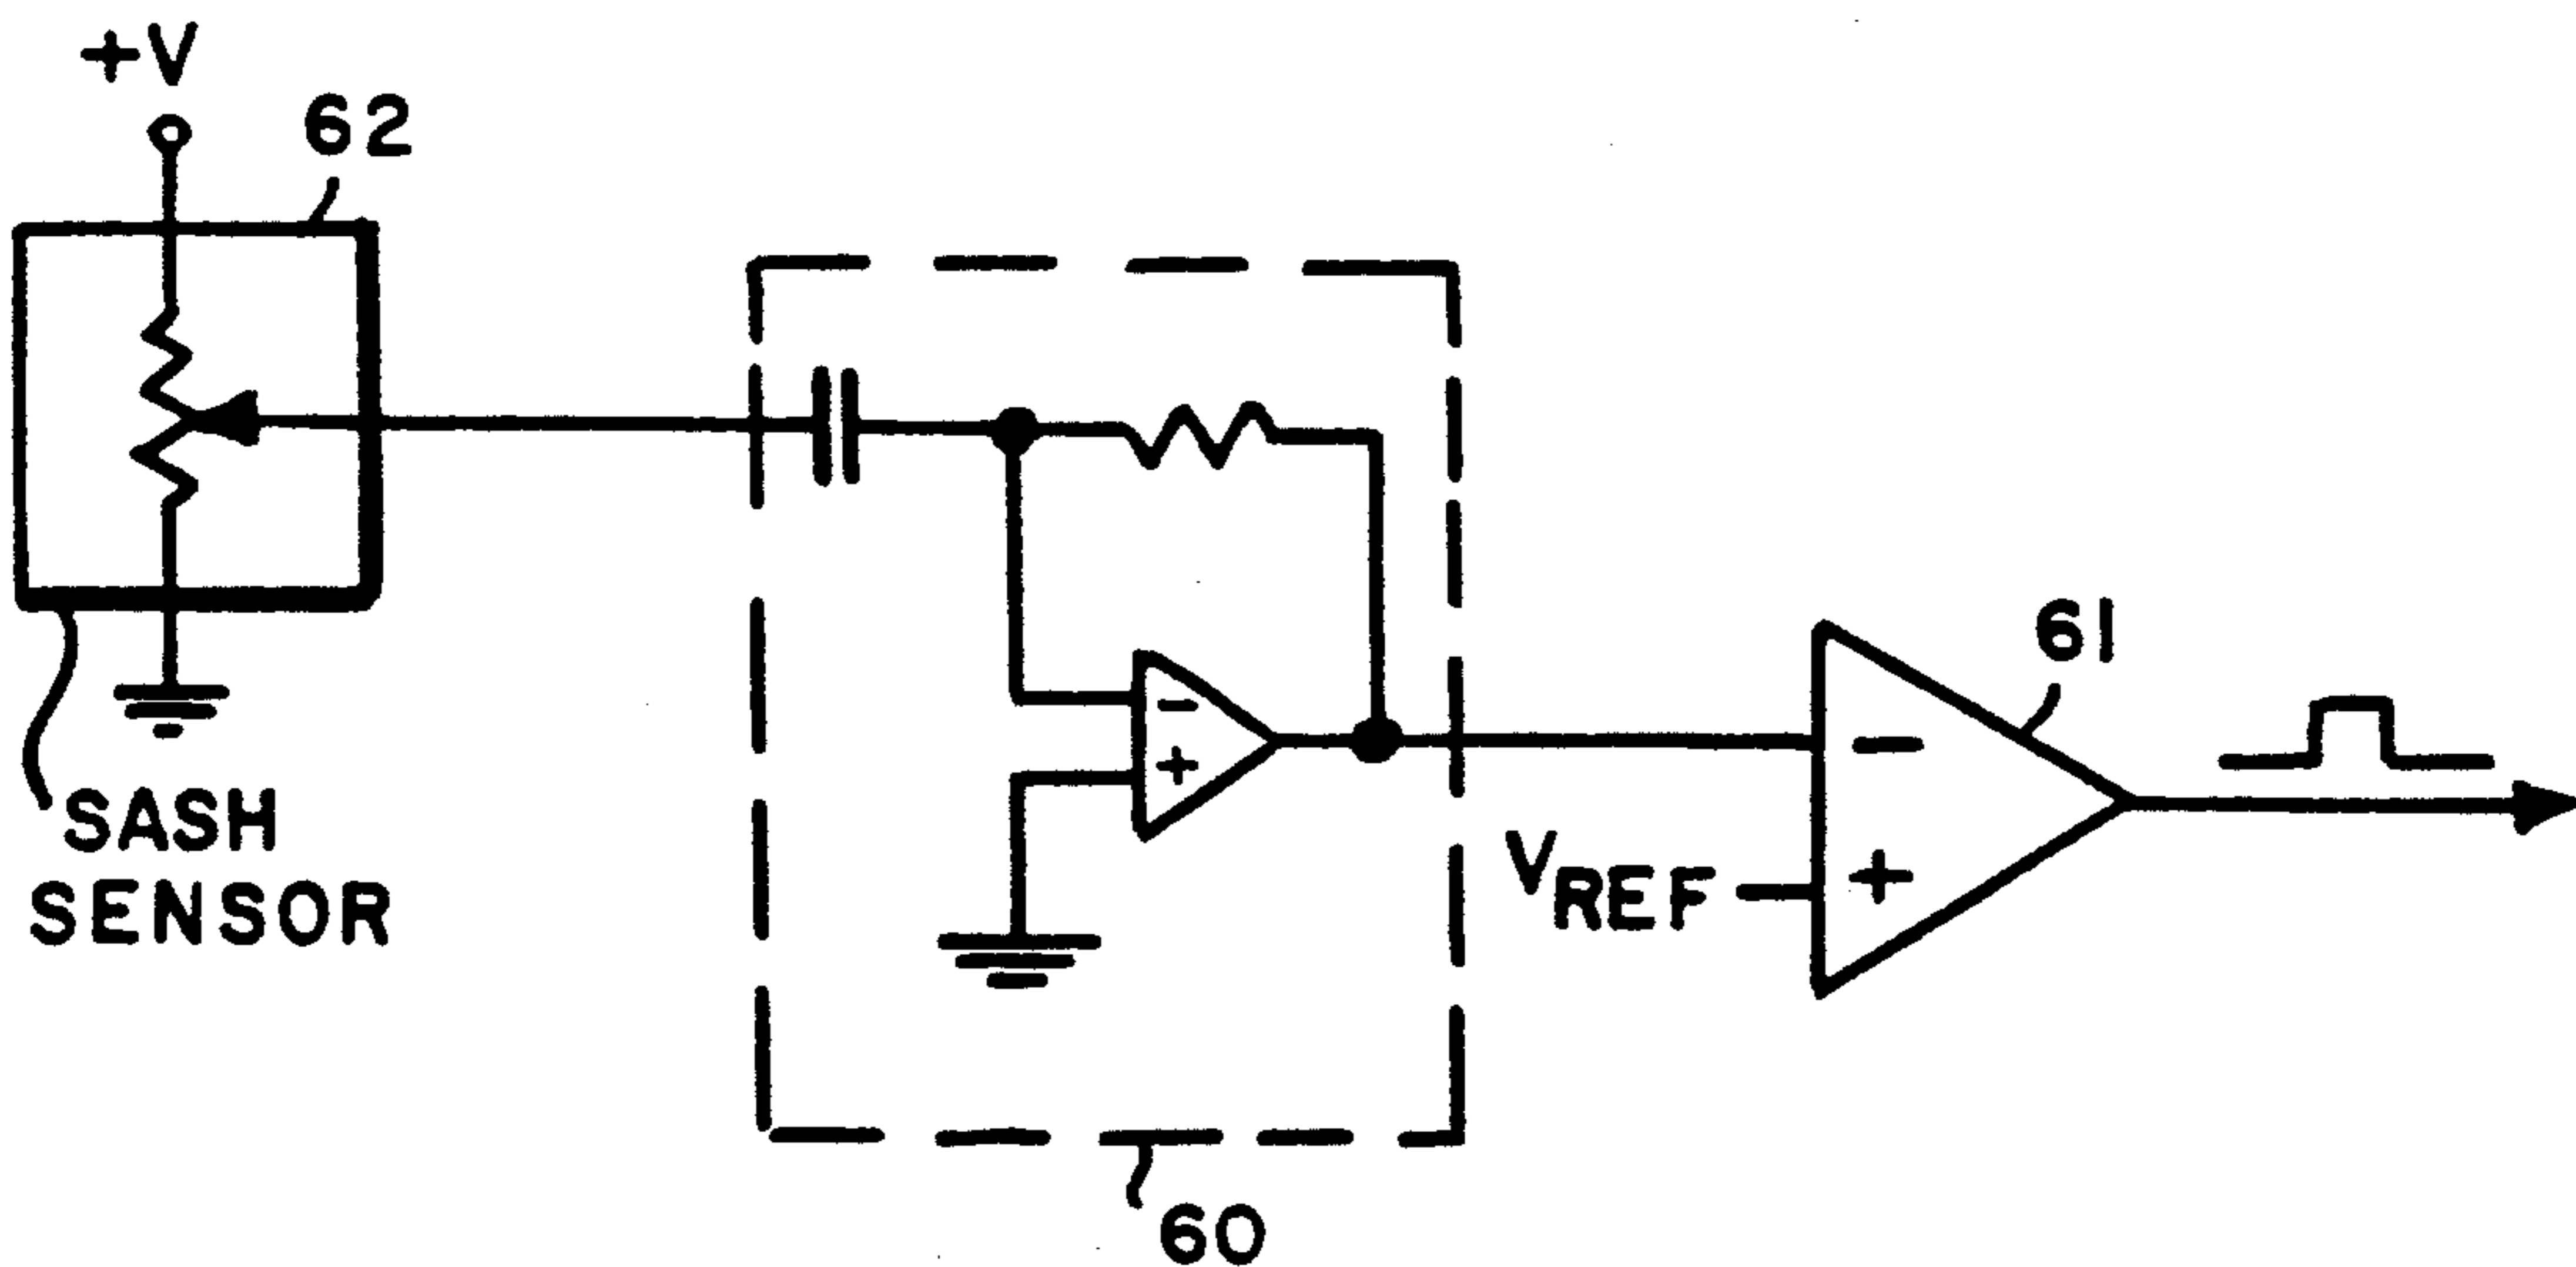 +V
62
SASH
SENSOR
-
+
60
61
-
VREF
+